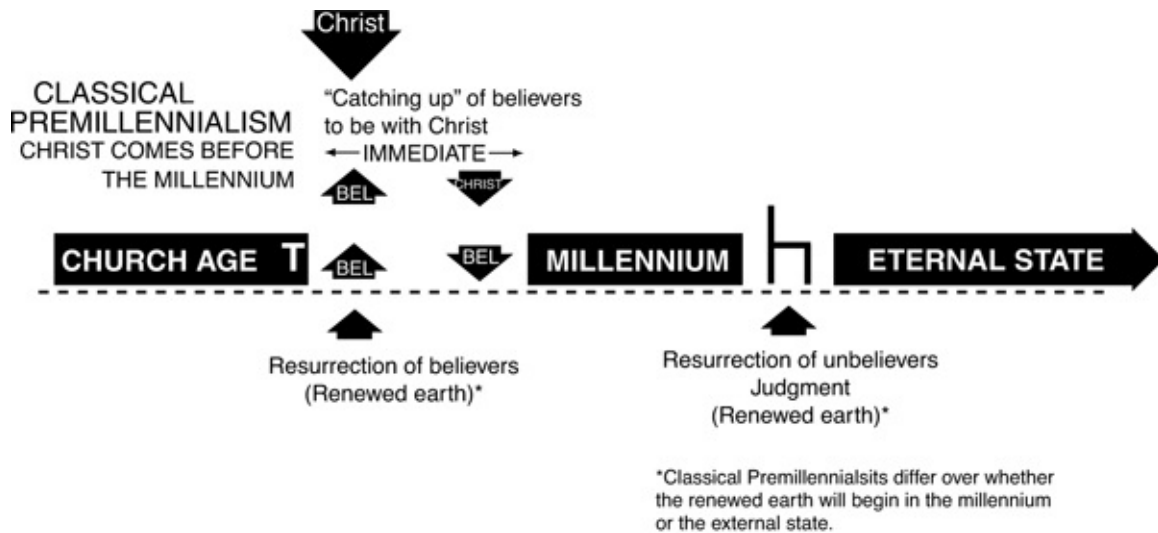 Christ
CLASSICAL
PREMILLENNIALISM
CHRIST COMES BEFORE
THE MILLENNIUM
“Catching up” of believers
to be with Christ
IMMEDIATE
BEL
CHRIST
CHURCH AGE T
BEL
BEL
MILLENNIUM
ETERNAL STATE
Resurrection of believers
(Renewed earth)*
Resurrection of unbelievers
Judgment
(Renewed earth)*
*Classical Premillennialsits differ over whether
the renewed earth will begin in the millennium
or the external state.